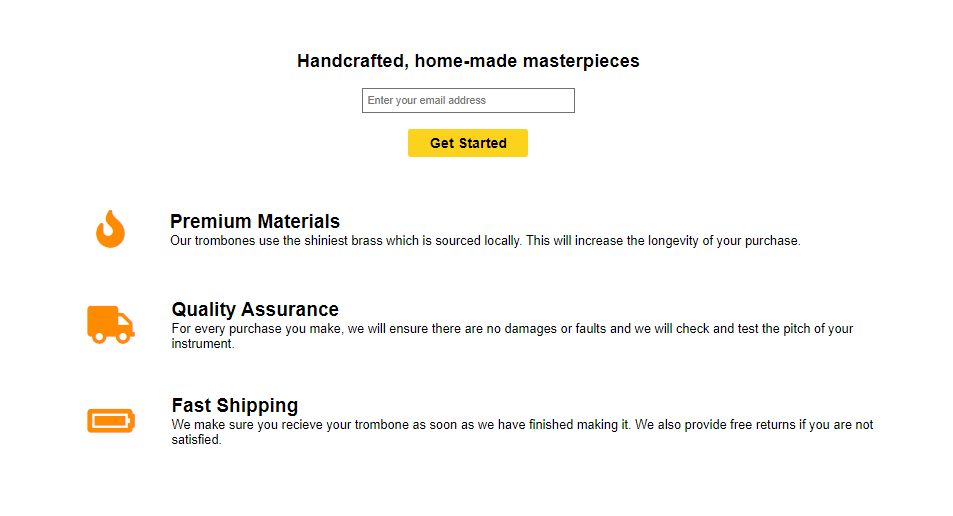 Handcrafted, home-made masterpieces
Enter your email address
Get Started
Premium Materials
Our trombones use the shiniest brass which is sourced locally. This will increase the longevity of your purchase.
Quality Assurance
For every purchase you make, we will ensure there are no damages or faults and we will check and test the pitch of your
instrument.
Fast Shipping
We make sure you recieve your trombone as soon as we have finished making it. We also provide free returns if you are not
satisfied.